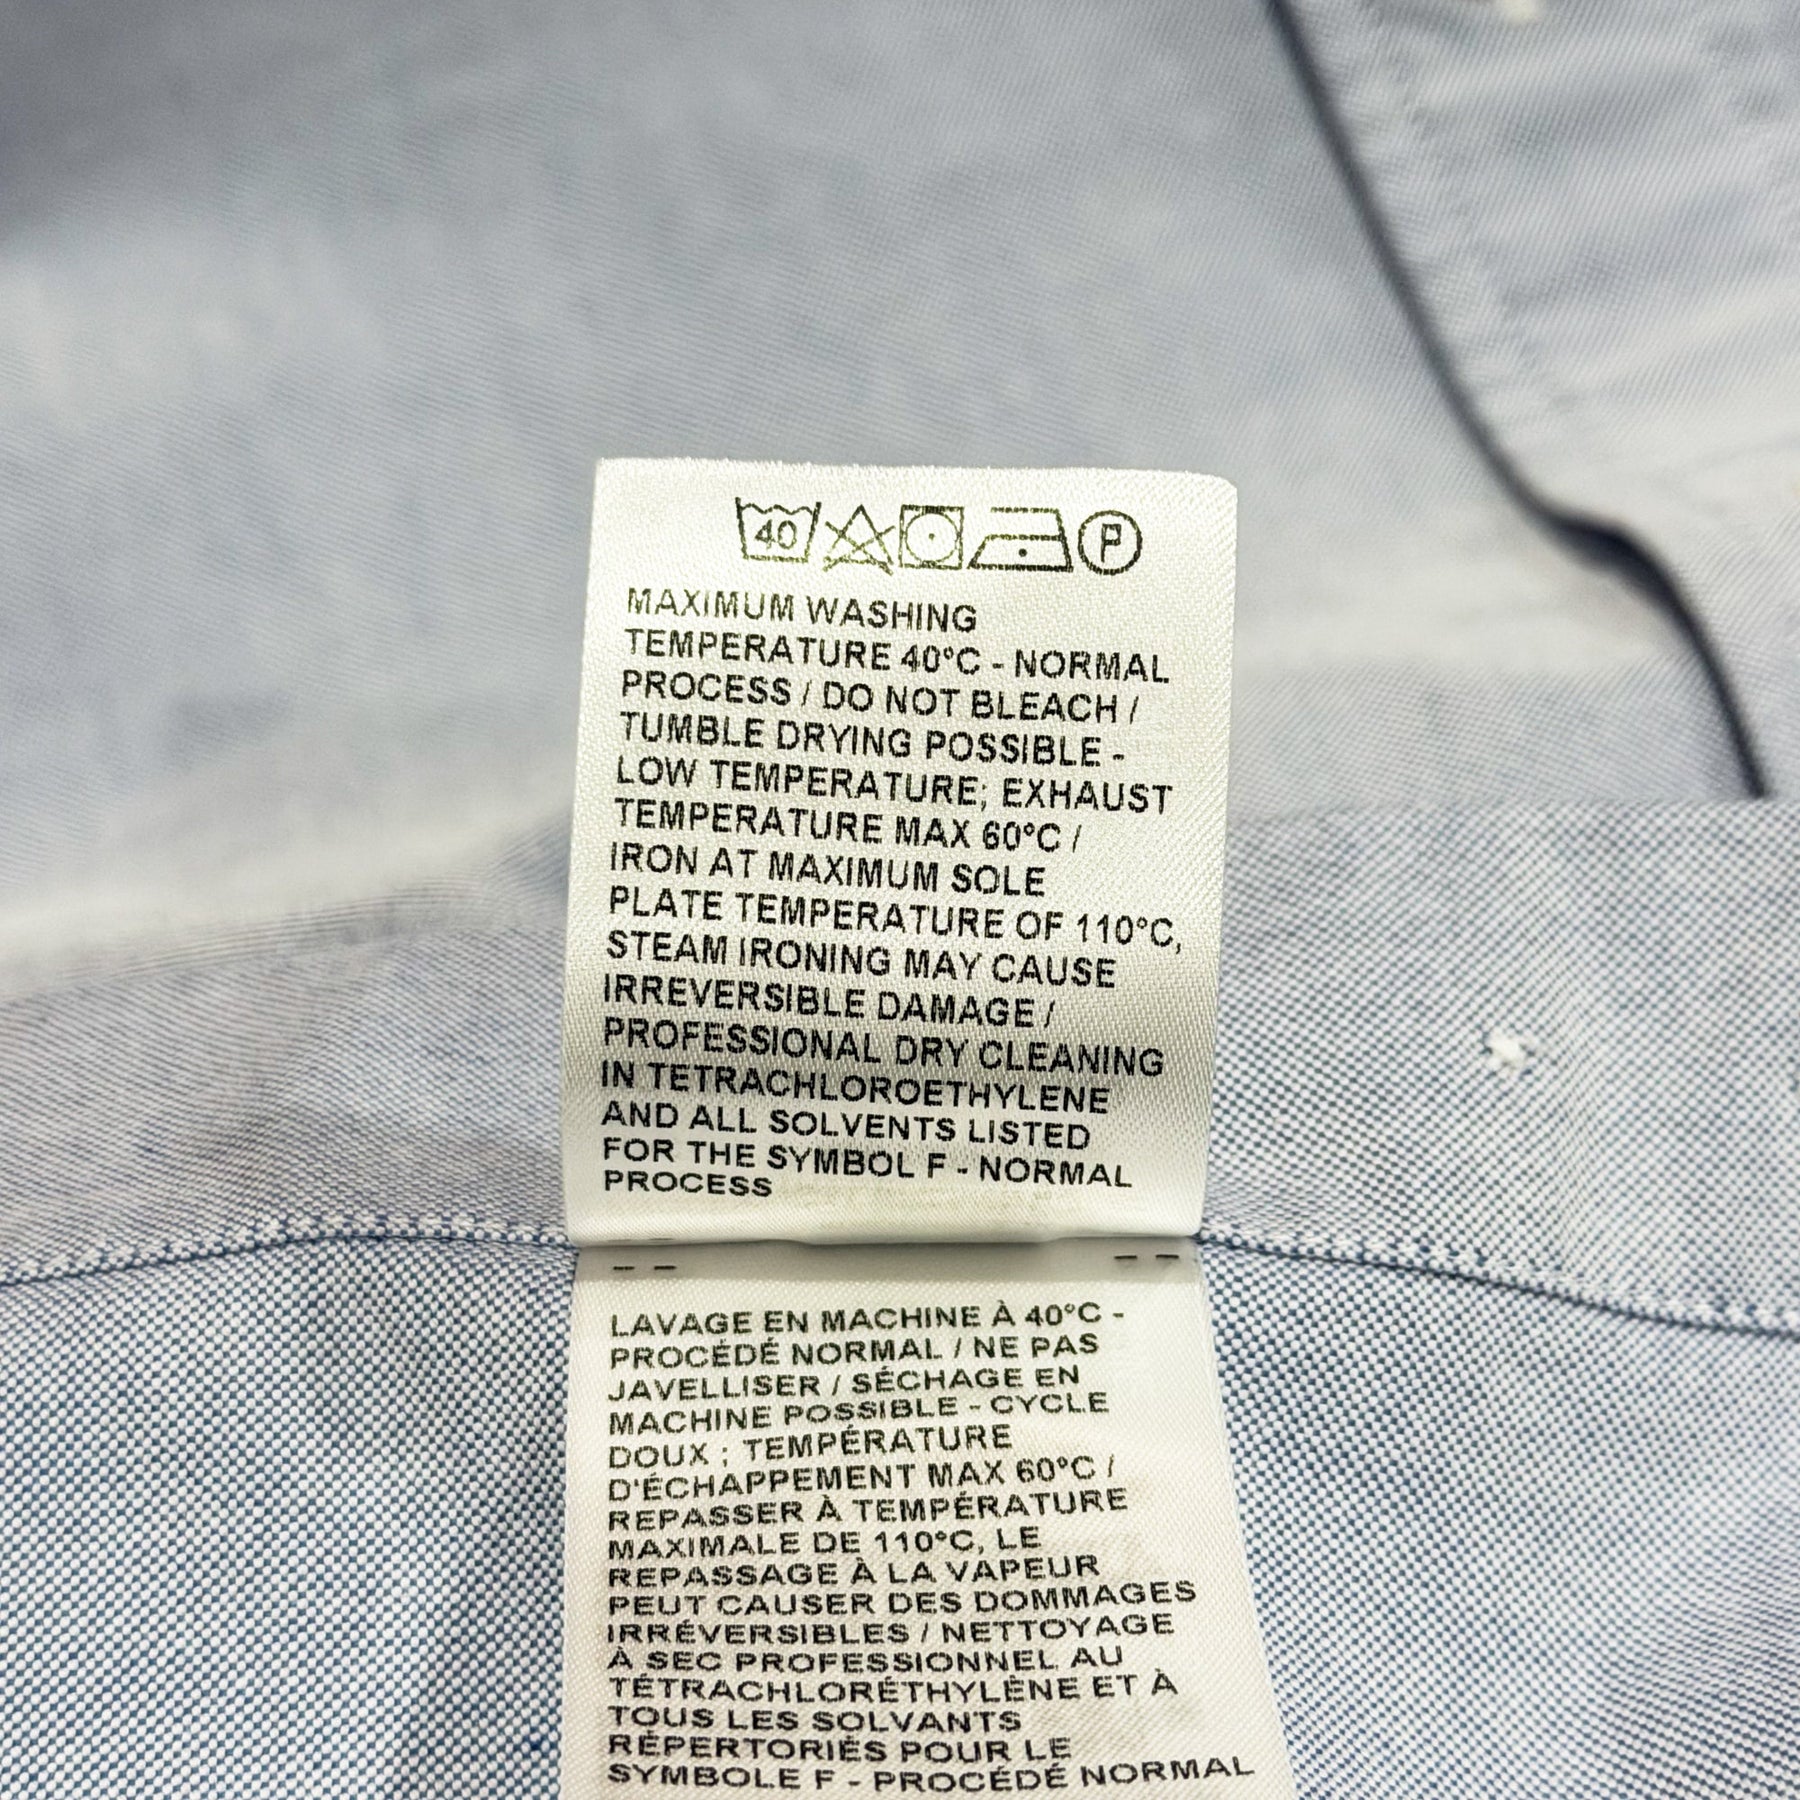 40 P
MAXIMUM WASHING
TEMPERATURE 40°C - NORMAL
PROCESS / DO NOT BLEACH /
TUMBLE DRYING POSSIBLE -
LOW TEMPERATURE; EXHAUST
TEMPERATURE MAX 60°C /
IRON AT MAXIMUM SOLE
PLATE TEMPERATURE OF 110°C,
STEAM IRONING MAY CAUSE
IRREVERSIBLE DAMAGE /
PROFESSIONAL DRY CLEANING
IN TETRACHLOROETHYLENE
AND ALL SOLVENTS LISTED
FOR THE SYMBOL F - NORMAL
PROCESS
LAVAGE EN MACHINE À 40°C -
PROCÉDÉ NORMAL / NE PAS
JAVELLISER / SÉCHAGE EN
MACHINE POSSIBLE - CYCLE
DOUX ; TEMPÉRATURE
D'ÉCHAPPEMENT MAX 60°C /
REPASSER À TEMPÉRATURE
MAXIMALE DE 110°C, LE
REPASSAGE À LA VAPEUR
PEUT CAUSER DES DOMMAGES
IRRÉVERSIBLES / NETTOYAGE
À SEC PROFESSIONNEL AU
TÉTRACHLORÉTHYLÈNE ET À
TOUS LES SOLVANTS
RÉPERTORIÉS POUR LE
SYMBOLE F - PROCÉDÉ NORMAL